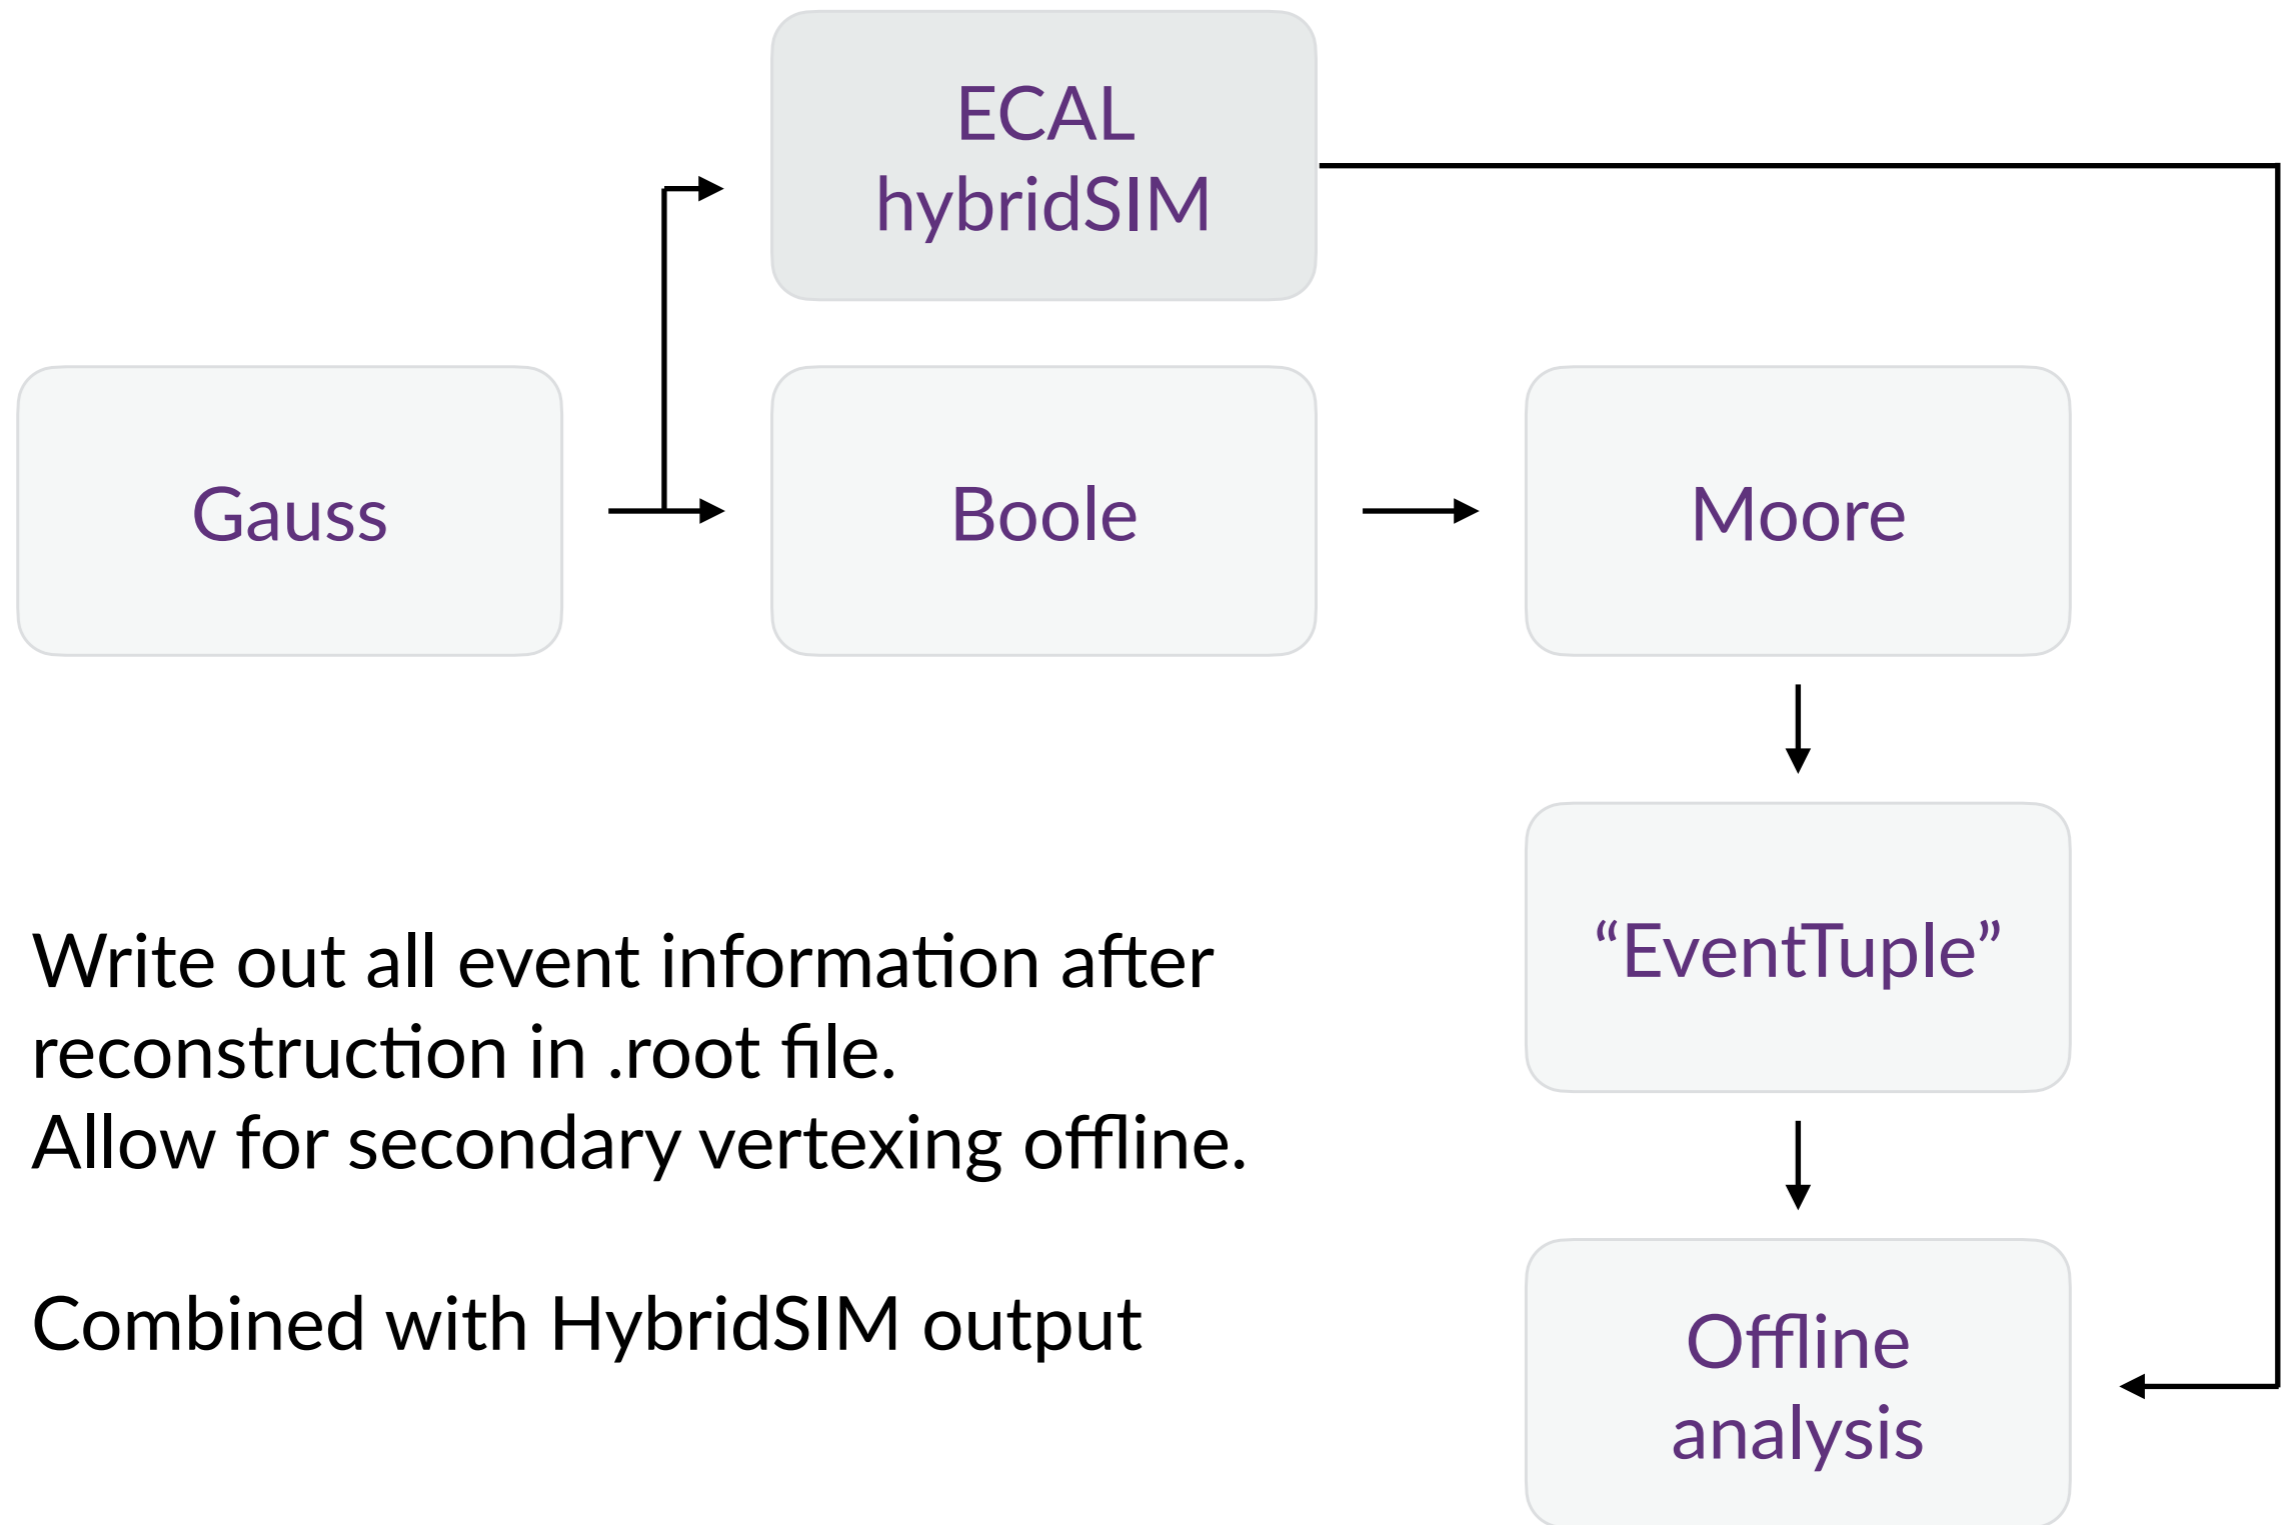 ECAL
hybridSIM
Gauss
Boole
Moore
“EventTuple”
Write out all event information after
reconstruction in .root file.
Allow for secondary vertexing offline.
Combined with HybridSIM output
Offline
analysis